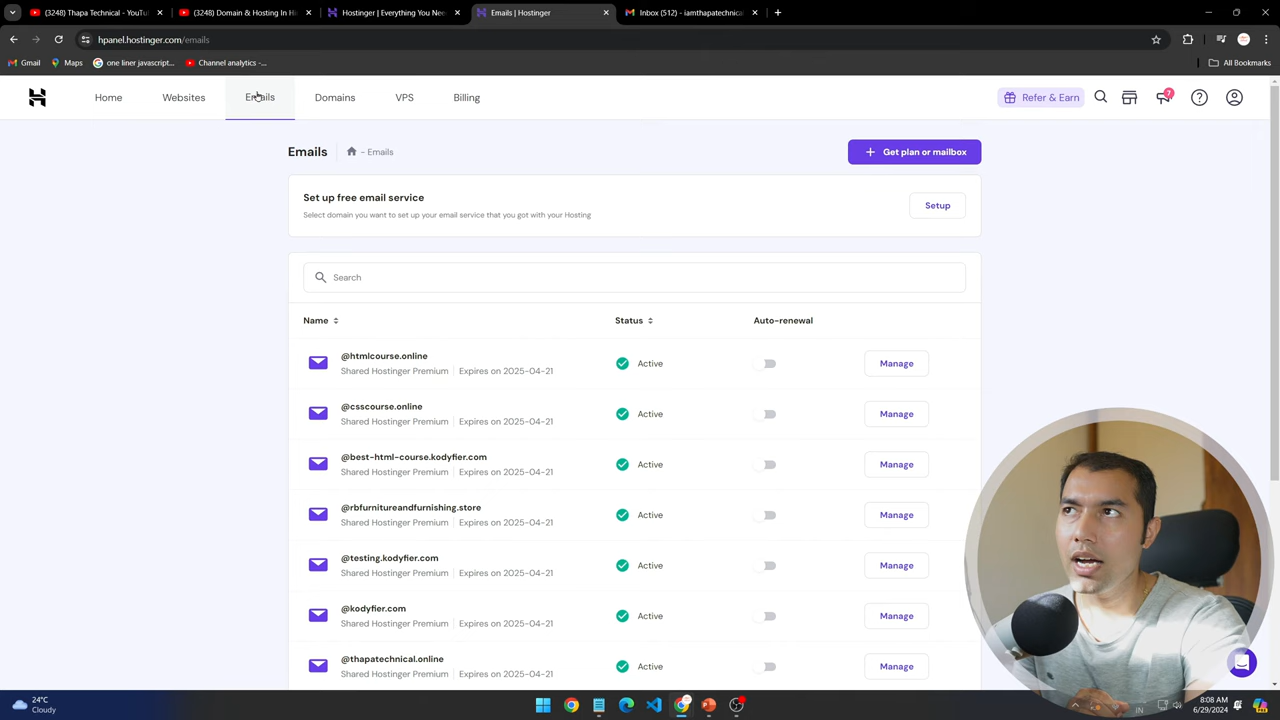 (3248) Thapa Technical - YouTu
(3248) Domain & Hosting In Hi
Hostinger | Everything You Nee
Emails | Hostinger
Inbox (512) - iamthapatechnical
hpanel.hostinger.com/emails
Gmail
Maps
one liner javascript...
Channel analytics -...
All Bookmarks
Home
Websites
Emails
Domains
VPS
Billing
Refer & Earn
7
Emails
- Emails
Get plan or mailbox
Set up free email service
Select domain you want to set up your email service that you got with your Hosting
Setup
Search
Name
Status
Auto-renewal
@htmlcourse.online
Shared Hostinger Premium
Expires on 2025-04-21
Active
Manage
@csscourse.online
Shared Hostinger Premium
Expires on 2025-04-21
Active
Manage
@best-html-course.kodyfier.com
Shared Hostinger Premium
Expires on 2025-04-21
Active
Manage
@rbfurnitureandfurnishing.store
Shared Hostinger Premium
Expires on 2025-04-21
Active
Manage
@testing.kodyfier.com
Shared Hostinger Premium
Expires on 2025-04-21
Active
Manage
@kodyfier.com
Shared Hostinger Premium
Expires on 2025-04-21
Active
Manage
@thapatechnical.online
Shared Hostinger Premium
Expires on 2025-04-21
Active
Manage
24°C
Cloudy
IN
8:08 AM
6/29/2024